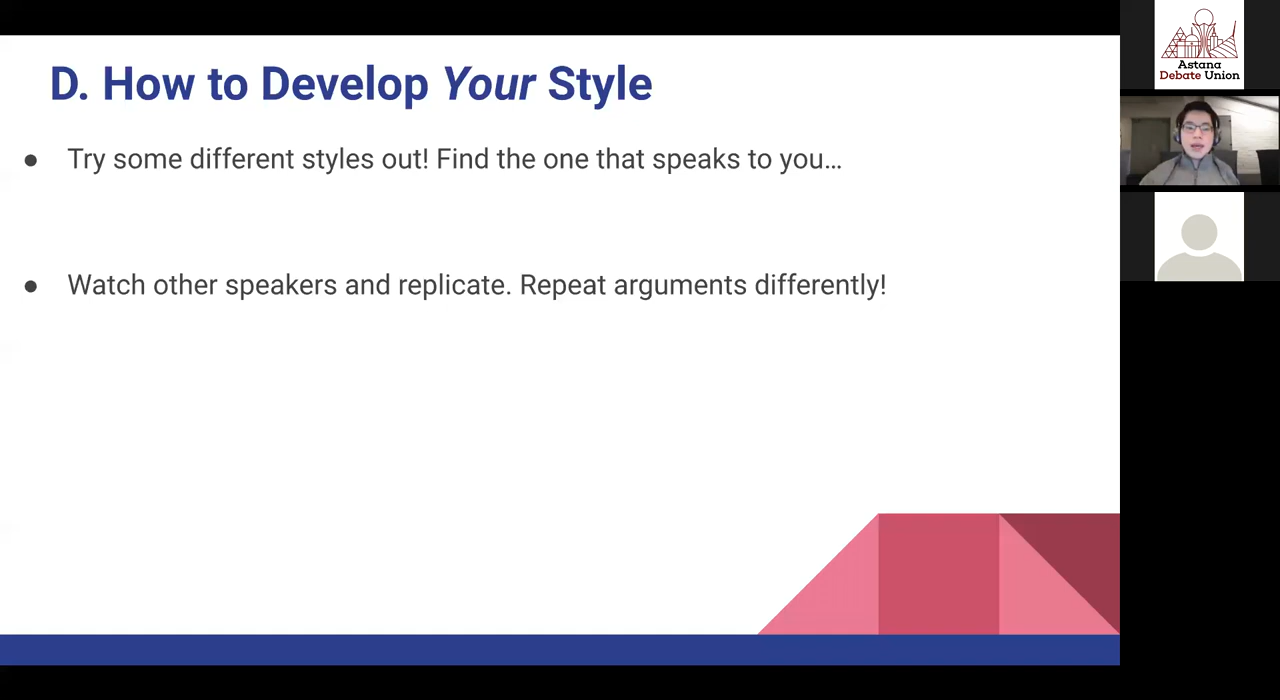 D. How to Develop Your Style
● Try some different styles out! Find the one that speaks to you…
● Watch other speakers and replicate. Repeat arguments differently!
Astana
Debate Union